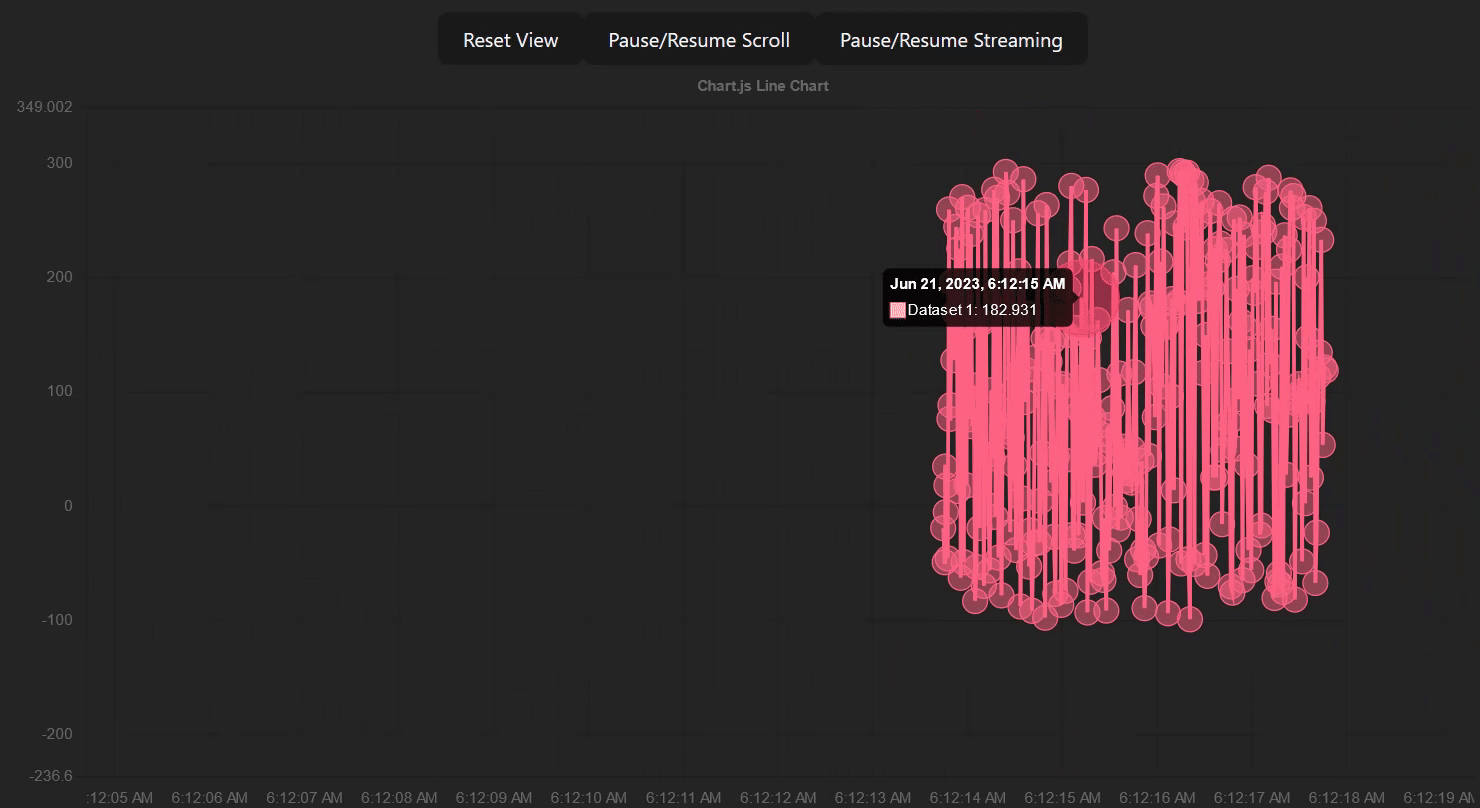 Reset View Pause/Resume Scroll Pause/Resume Streaming
Chart.js Line Chart
349.002
300
200
Jun 21, 2023, 6:12:15 AM
Dataset 1: 182.931
100
0
-100
-200
-236.6
:12:05 AM 6:12:06 AM 6:12:07 AM 6:12:08 AM 6:12:09 AM 6:12:10 AM 6:12:11 AM 6:12:12 AM 6:12:13 AM 6:12:14 AM 6:12:15 AM 6:12:16 AM 6:12:17 AM 6:12:18 AM 6:12:19 AM